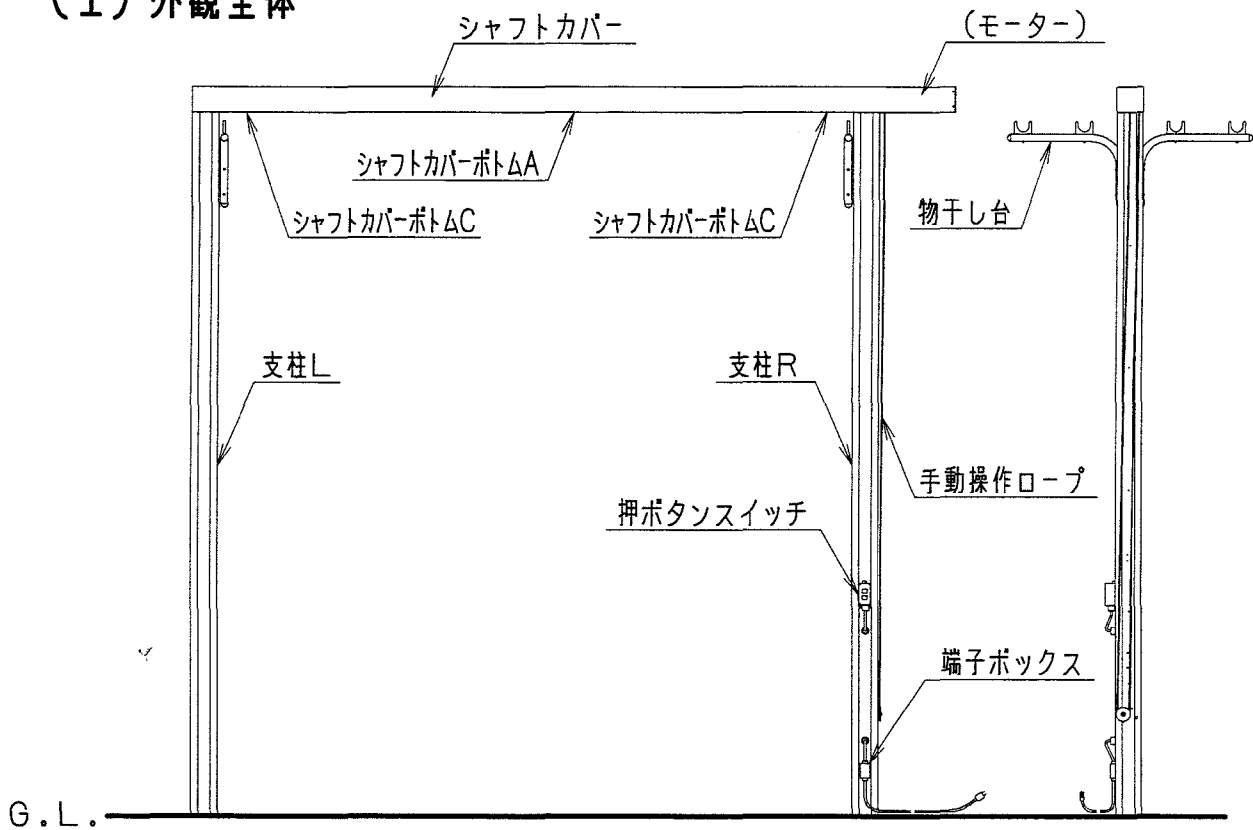 (1)外観全体
シャフトカバー
(モーター)
シャフトカバーボトムA
シャフトカバーボトムC
シャフトカバーボトムC
物干し台
支柱L
支柱R
手動操作ロープ
押ボタンスイッチ
端子ボックス
G.L.